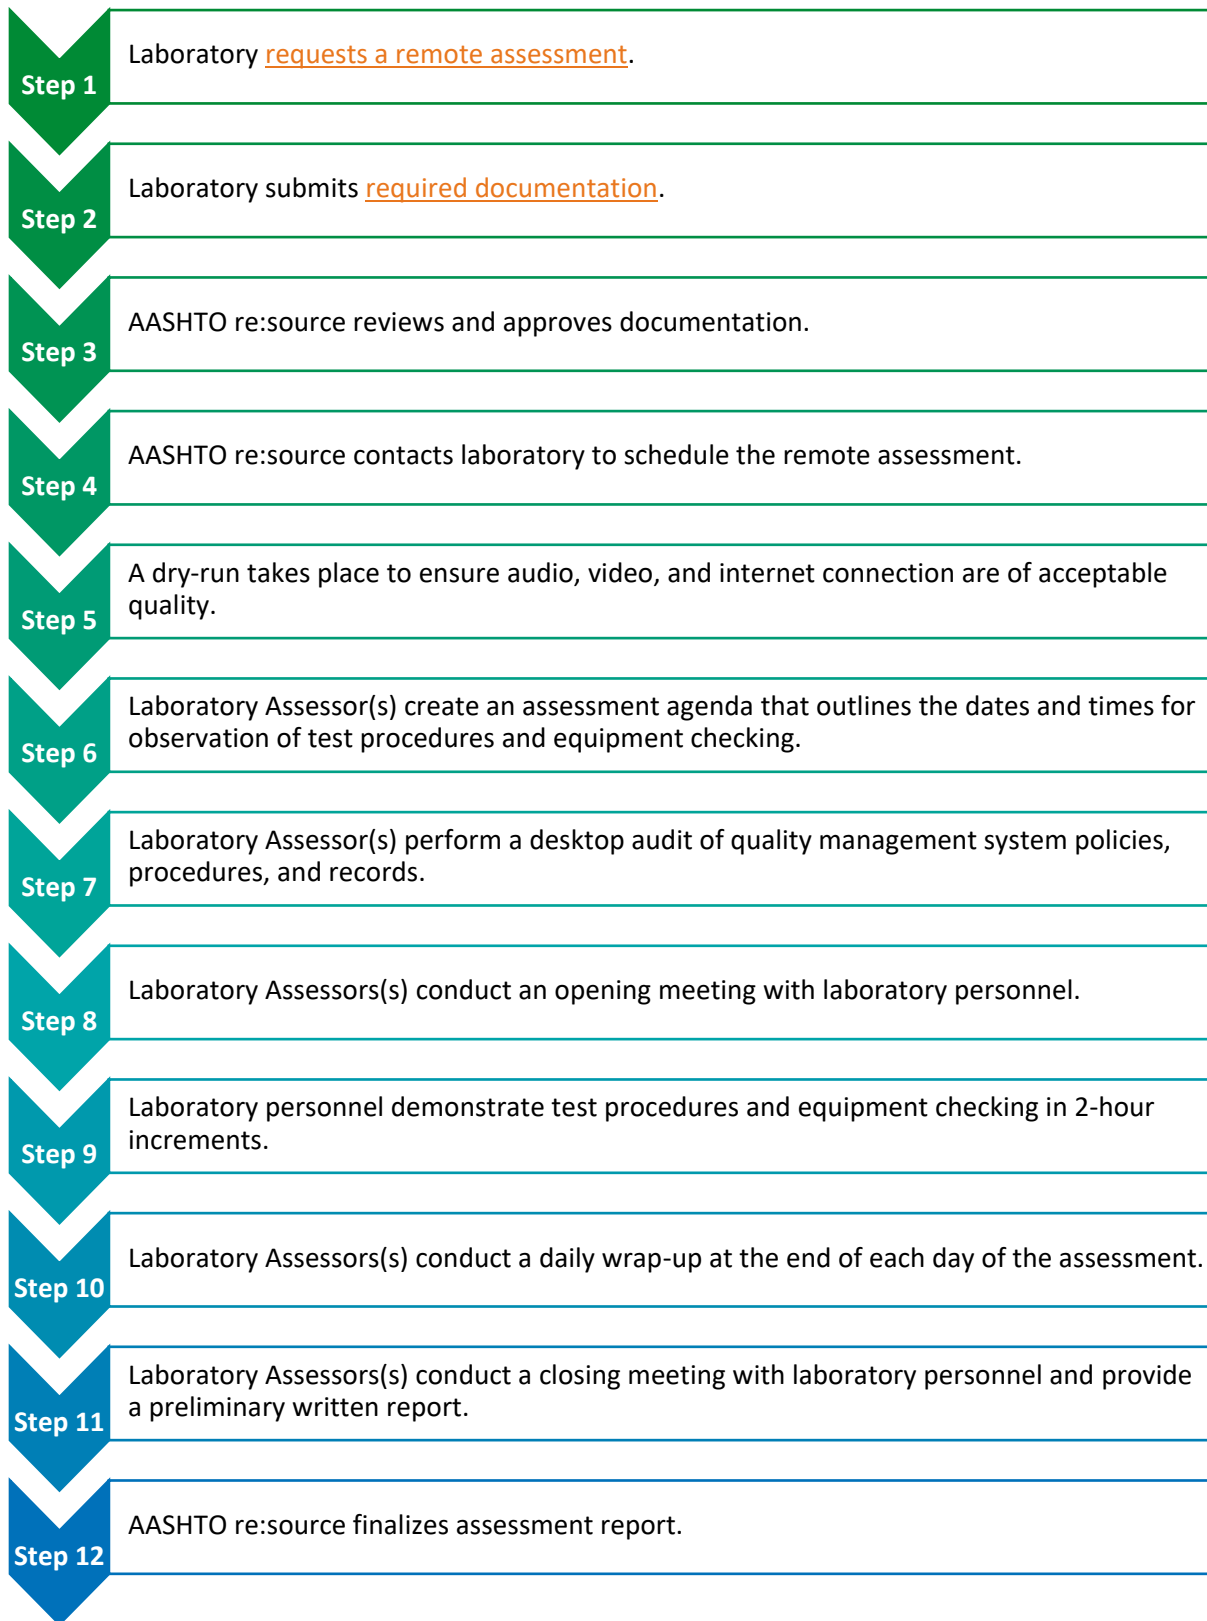 Step 1
Laboratory requests a remote assessment.
Step 2
Laboratory submits required documentation.
Step 3
AASHTO re:source reviews and approves documentation.
Step 4
AASHTO re:source contacts laboratory to schedule the remote assessment.
Step 5
A dry-run takes place to ensure audio, video, and internet connection are of acceptable
quality.
Step 6
Laboratory Assessor(s) create an assessment agenda that outlines the dates and times for
observation of test procedures and equipment checking.
Step 7
Laboratory Assessor(s) perform a desktop audit of quality management system policies,
procedures, and records.
Step 8
Laboratory Assessors(s) conduct an opening meeting with laboratory personnel.
Step 9
Laboratory personnel demonstrate test procedures and equipment checking in 2-hour
increments.
Step 10
Laboratory Assessors(s) conduct a daily wrap-up at the end of each day of the assessment.
Step 11
Laboratory Assessors(s) conduct a closing meeting with laboratory personnel and provide
a preliminary written report.
Step 12
AASHTO re:source finalizes assessment report.